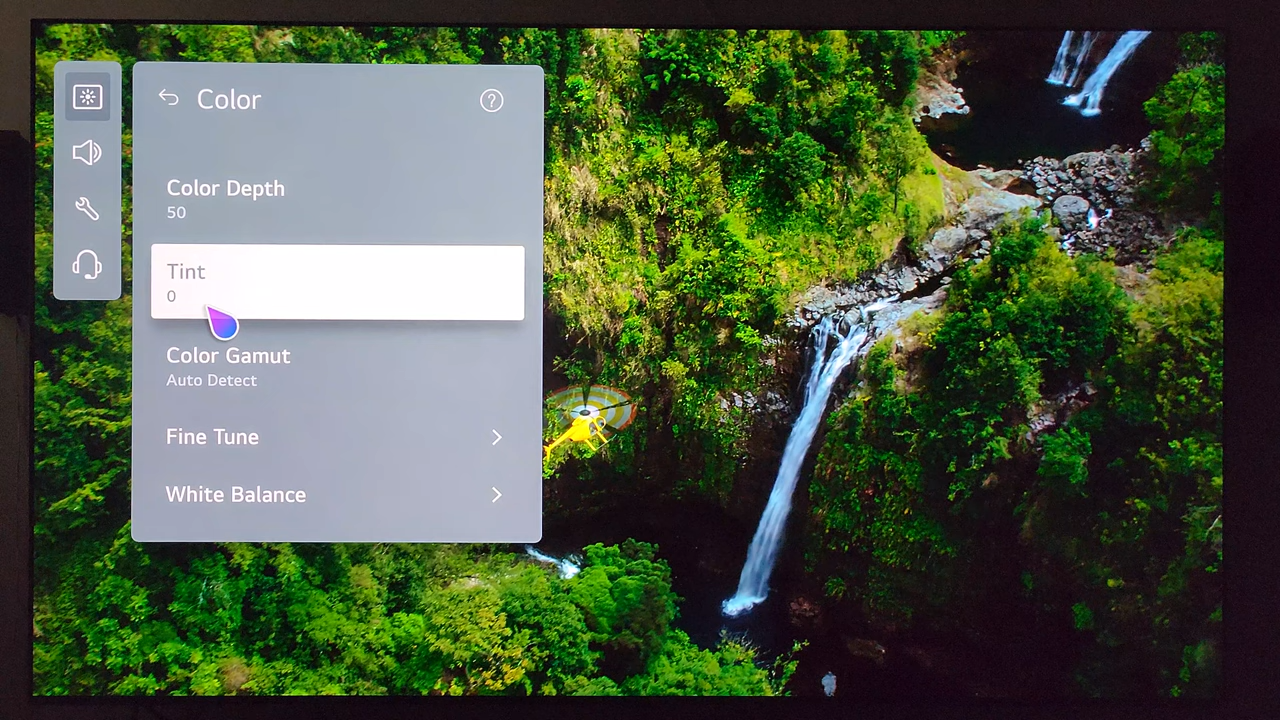 Color
?
Color Depth
50
Tint
0
Color Gamut
Auto Detect
Fine Tune
White Balance